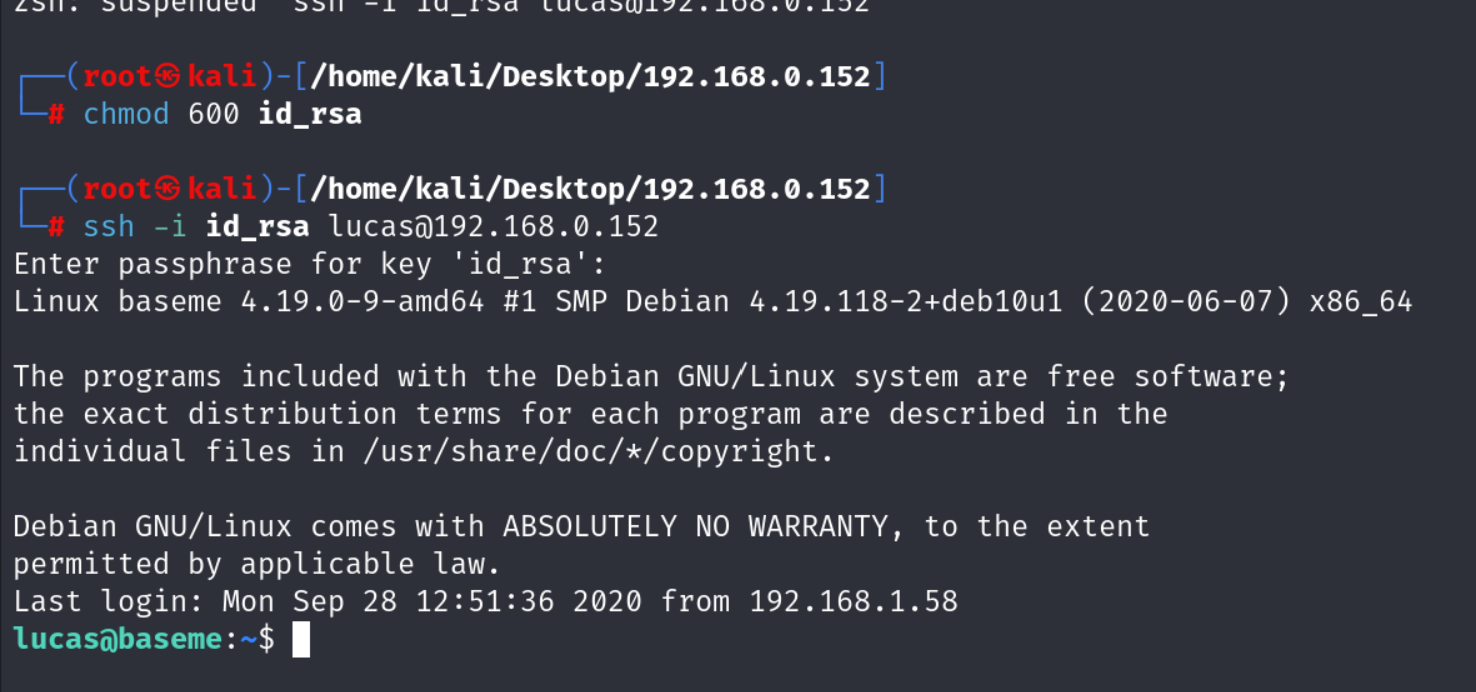 zsh: suspended  ssh -i id_rsa lucas@192.168.0.152
┌──(root㉿kali)-[/home/kali/Desktop/192.168.0.152]
└─# chmod 600 id_rsa
┌──(root㉿kali)-[/home/kali/Desktop/192.168.0.152]
└─# ssh -i id_rsa lucas@192.168.0.152
Enter passphrase for key 'id_rsa':
Linux baseme 4.19.0-9-amd64 #1 SMP Debian 4.19.118-2+deb10u1 (2020-06-07) x86_64
The programs included with the Debian GNU/Linux system are free software;
the exact distribution terms for each program are described in the
individual files in /usr/share/doc/*/copyright.
Debian GNU/Linux comes with ABSOLUTELY NO WARRANTY, to the extent
permitted by applicable law.
Last login: Mon Sep 28 12:51:36 2020 from 192.168.1.58
lucas@baseme:~$